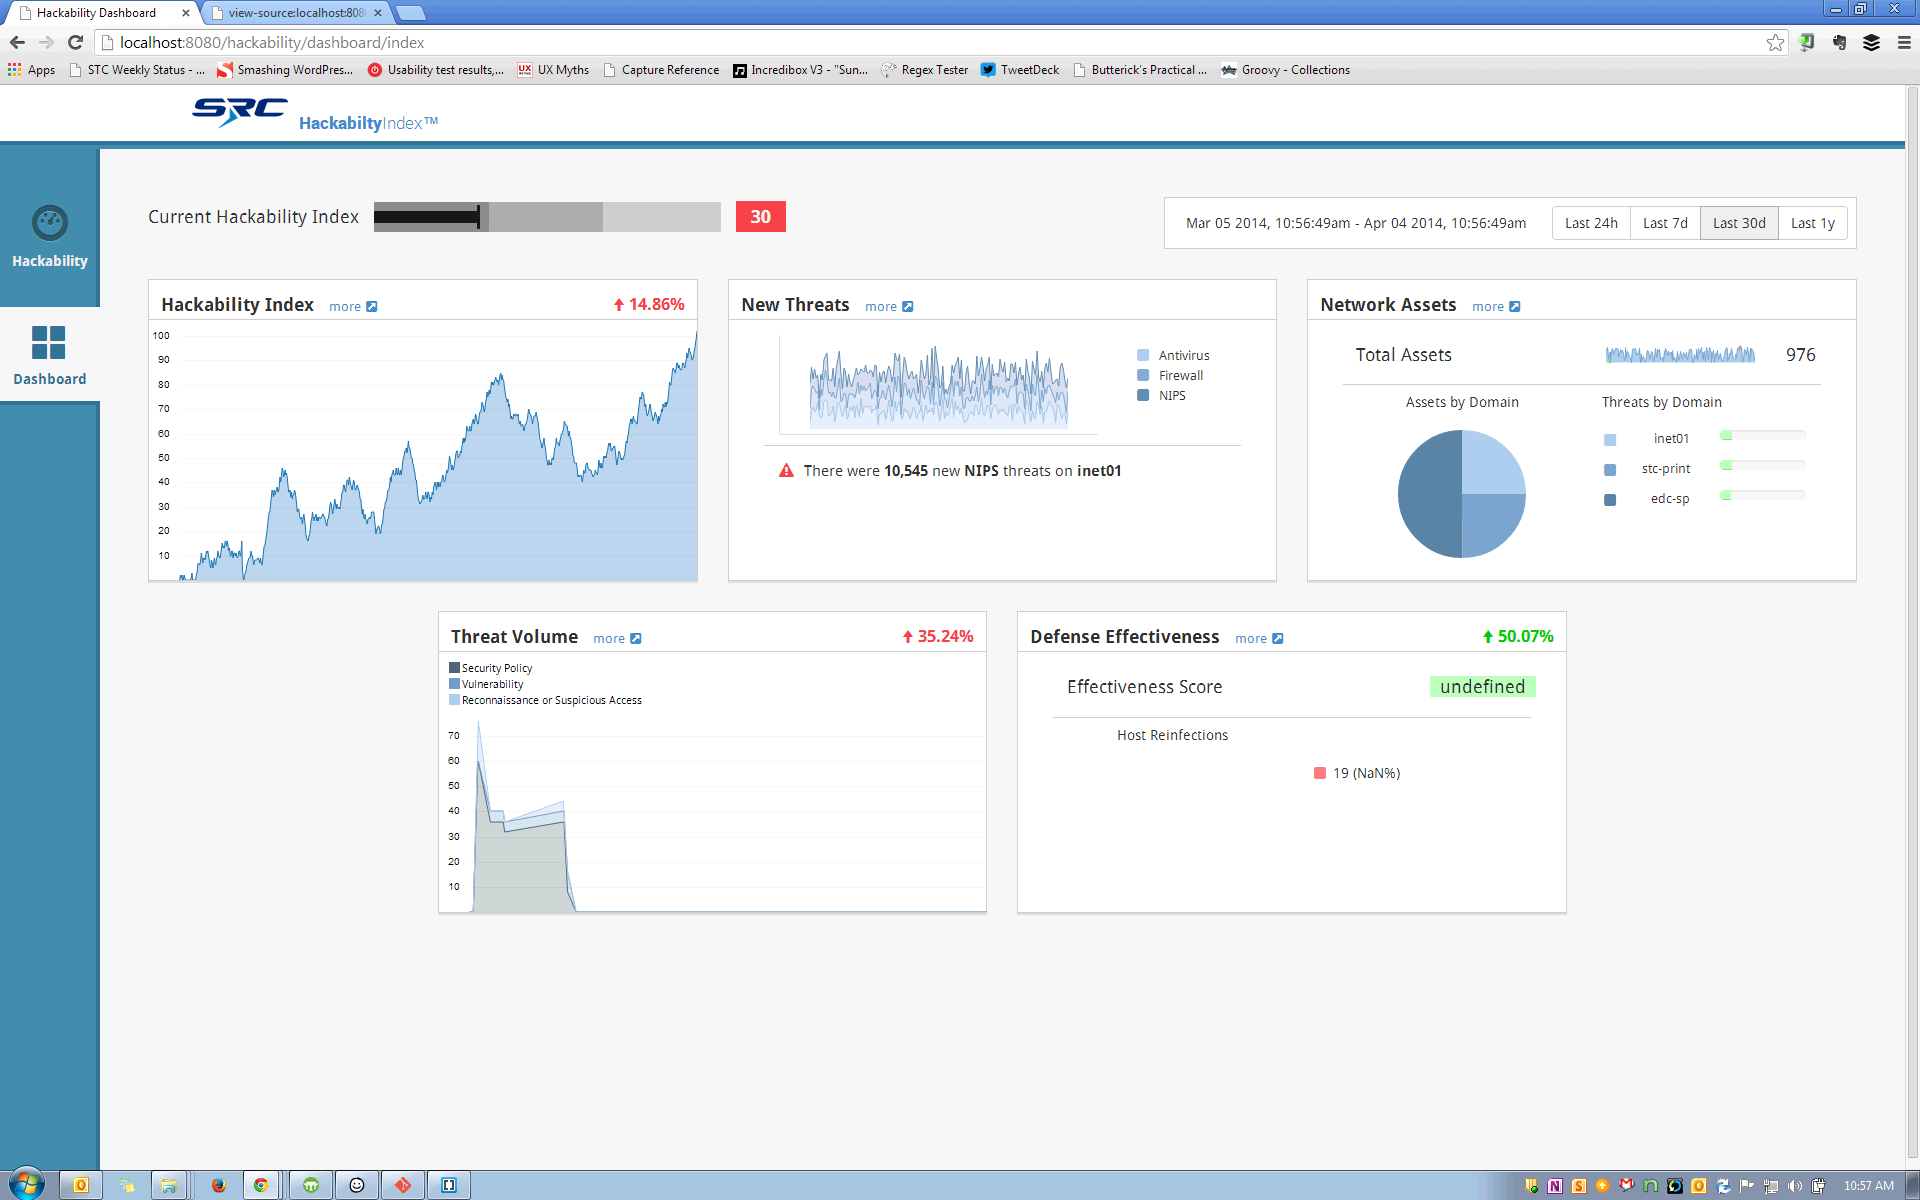 Hackability Dashboard
view-source:localhost:808
localhost:8080/hackability/dashboard/index
Apps
STC Weekly Status - ...
Smashing WordPres...
Usability test results,...
UX Myths
Capture Reference
Incredibox V3 - "Sun...
Regex Tester
TweetDeck
Butterick's Practical ...
Groovy - Collections
SRC
HackabiltyIndex™
Hackability
Dashboard
Current Hackability Index
30
Mar 05 2014, 10:56:49am - Apr 04 2014, 10:56:49am
Last 24h
Last 7d
Last 30d
Last 1y
Hackability Index more
14.86%
100
90
80
70
60
50
40
30
20
10
New Threats more
Antivirus
Firewall
NIPS
There were 10,545 new NIPS threats on inet01
Network Assets more
Total Assets
976
Assets by Domain
Threats by Domain
inet01
stc-print
edc-sp
Threat Volume more
35.24%
Security Policy
Vulnerability
Reconnaissance or Suspicious Access
70
60
50
40
30
20
10
Defense Effectiveness more
50.07%
Effectiveness Score
undefined
Host Reinfections
19 (NaN%)
10:57 AM